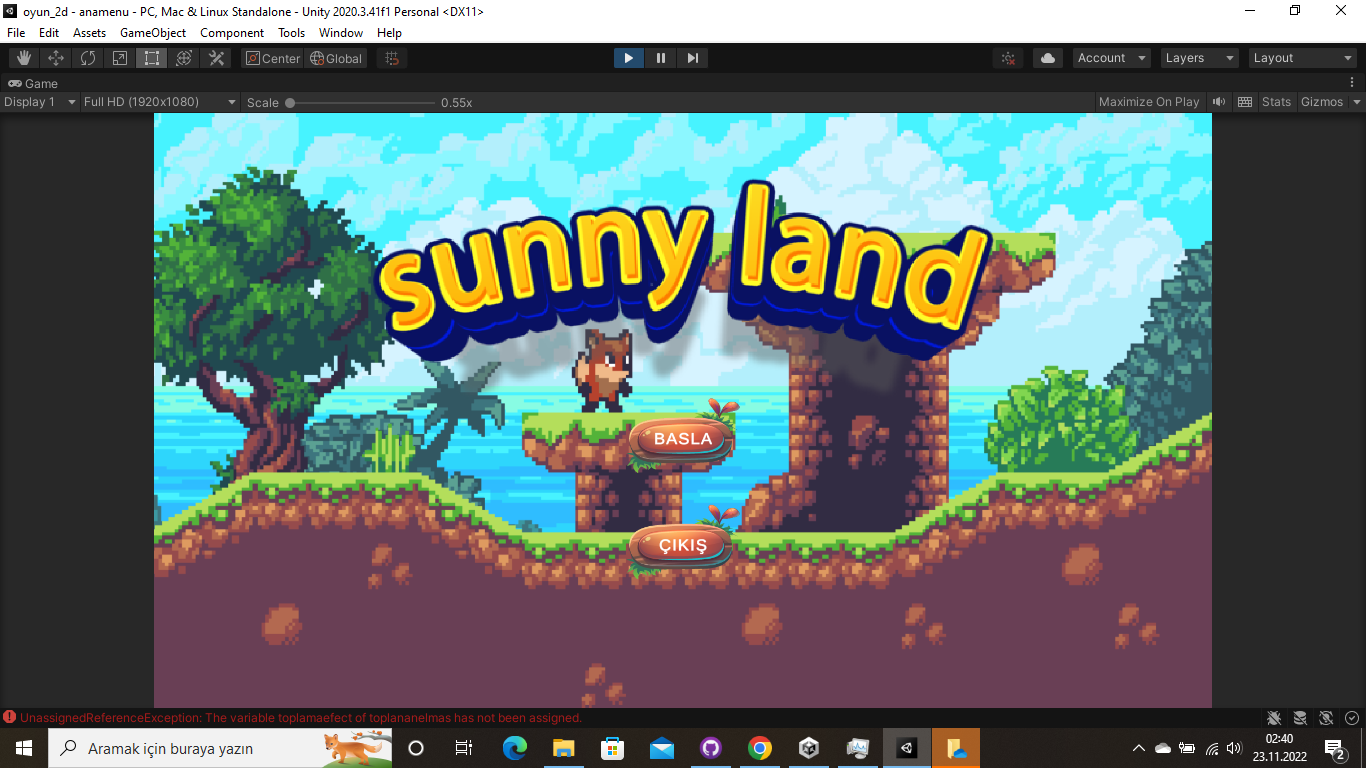 oyun_2d - anamenu - PC, Mac & Linux Standalone - Unity 2020.3.41f1 Personal <DX11>
File Edit Assets GameObject Component Tools Window Help
Center Global Account Layers Layout
Game
Display 1 Full HD (1920x1080) Scale 0.55x Maximize On Play Stats Gizmos
sunny land
BASLA
ÇIKIŞ
UnassignedReferenceException: The variable toplamaefect of toplananelmas has not been assigned.
Aramak için buraya yazın
02:40
23.11.2022
2